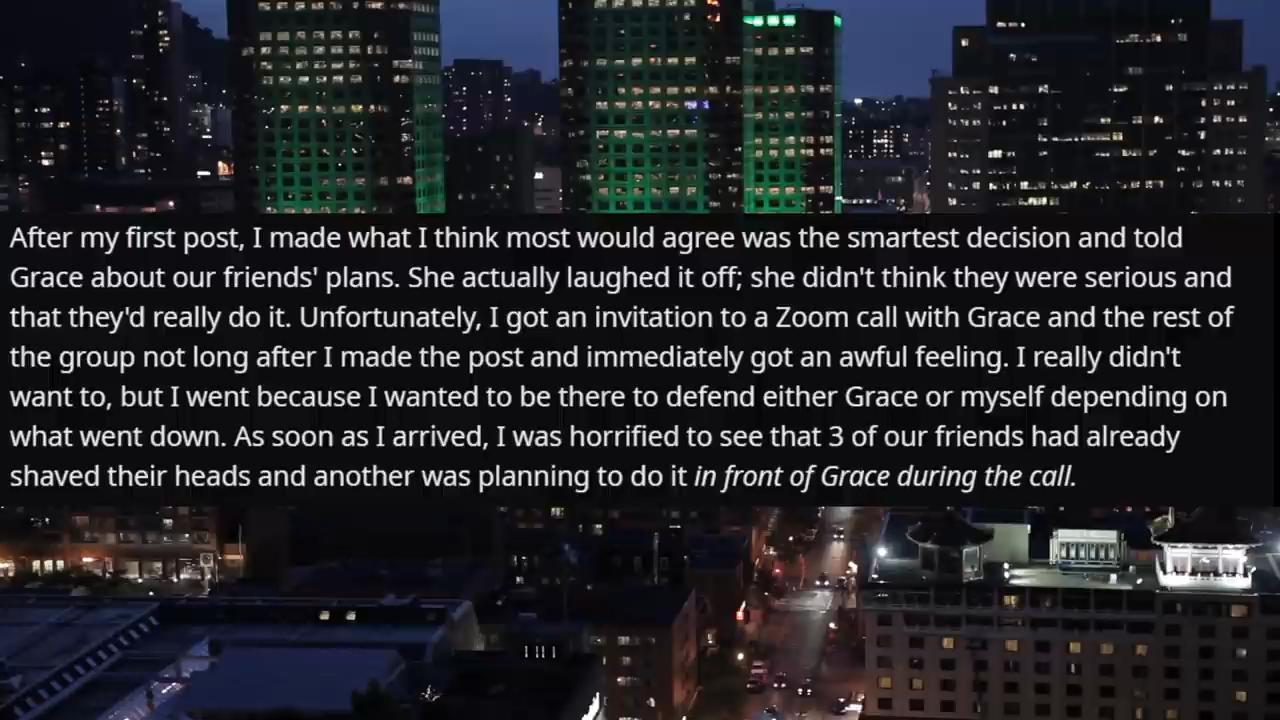 After my first post, I made what I think most would agree was the smartest decision and told
Grace about our friends' plans. She actually laughed it off; she didn't think they were serious and
that they'd really do it. Unfortunately, I got an invitation to a Zoom call with Grace and the rest of
the group not long after I made the post and immediately got an awful feeling. I really didn't
want to, but I went because I wanted to be there to defend either Grace or myself depending on
what went down. As soon as I arrived, I was horrified to see that 3 of our friends had already
shaved their heads and another was planning to do it in front of Grace during the call.